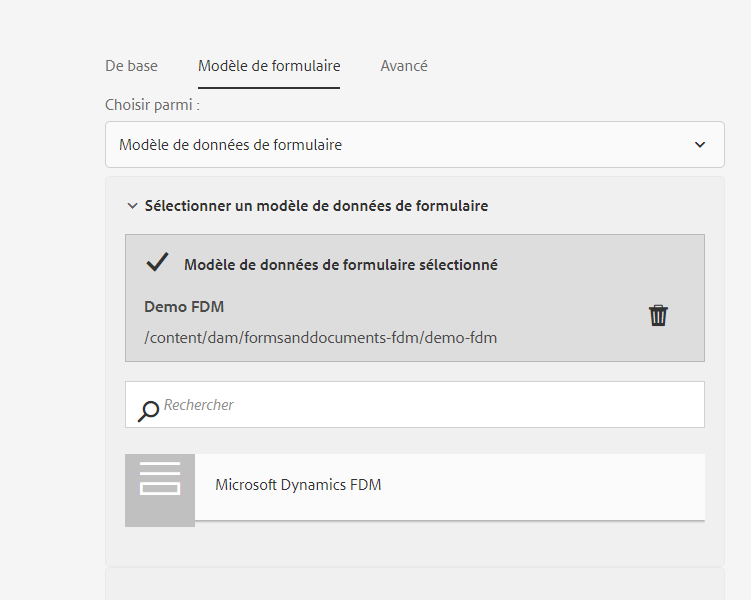 De base Modèle de formulaire Avancé
Choisir parmi :
Modèle de données de formulaire
Sélectionner un modèle de données de formulaire
Modèle de données de formulaire sélectionné
Demo FDM
/content/dam/formsanddocuments-fdm/demo-fdm
Rechercher
Microsoft Dynamics FDM